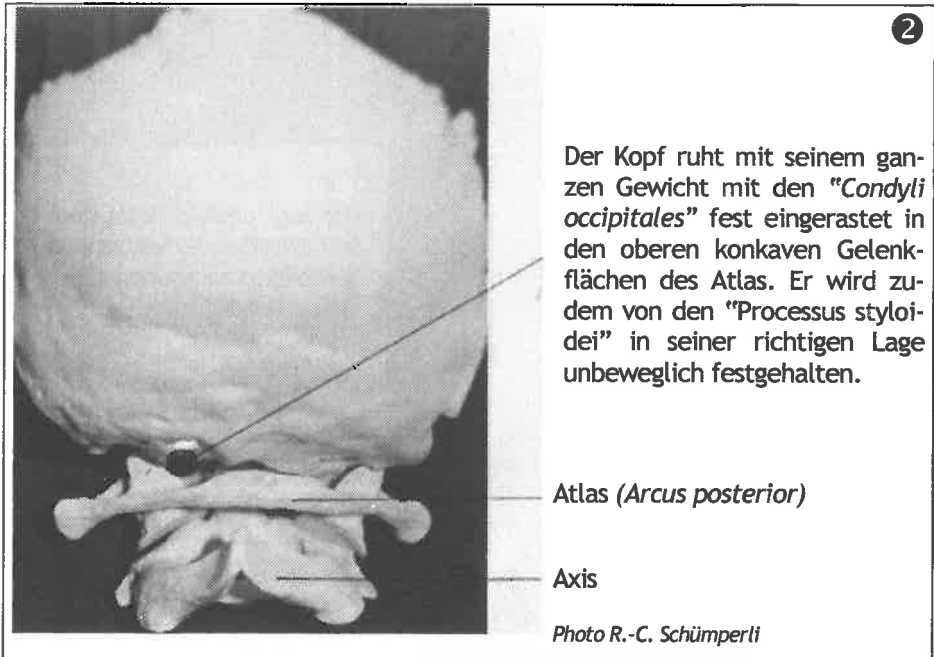 ❷
Der Kopf ruht mit seinem gan-
zen Gewicht mit den "Condyli
occipitales" fest eingerastet in
den oberen konkaven Gelenk-
flächen des Atlas. Er wird zu-
dem von den "Processus styloi-
dei" in seiner richtigen Lage
unbeweglich festgehalten.
Atlas (Arcus posterior)
Axis
Photo R.-C. Schümperli